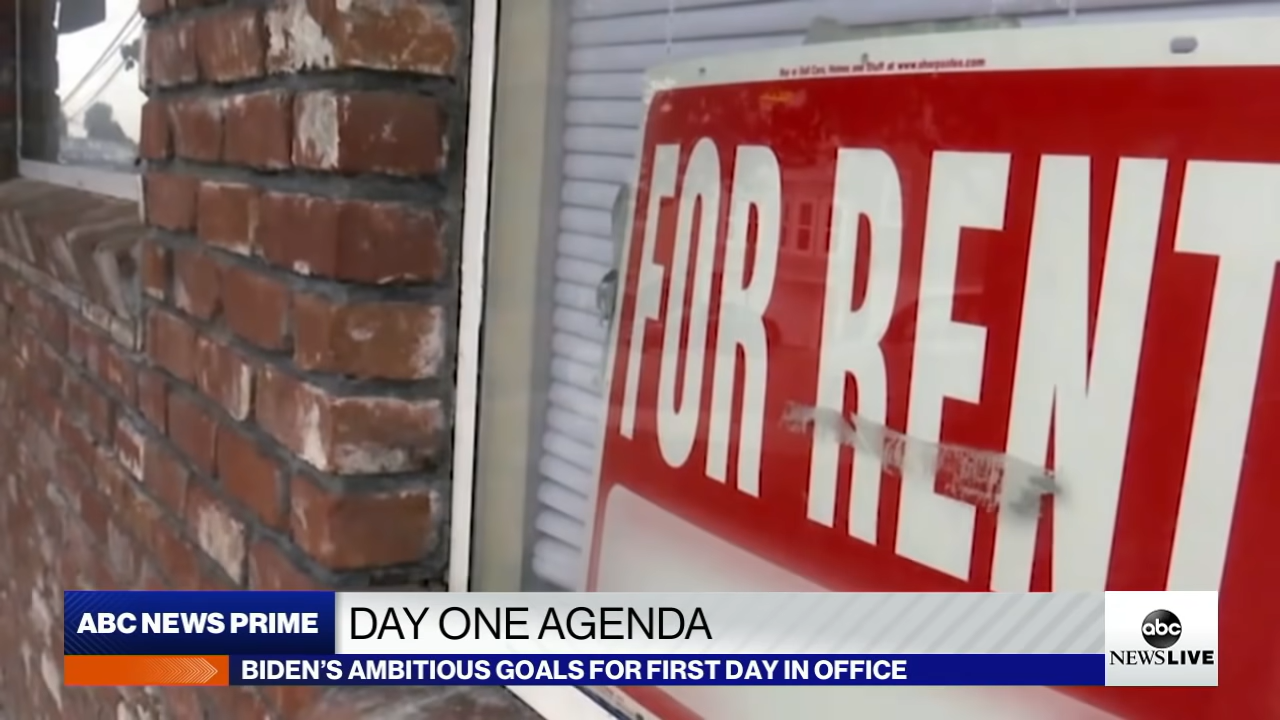 FOR RENT
ABC NEWS PRIME
DAY ONE AGENDA
BIDEN'S AMBITIOUS GOALS FOR FIRST DAY IN OFFICE
abc
NEWS LIVE